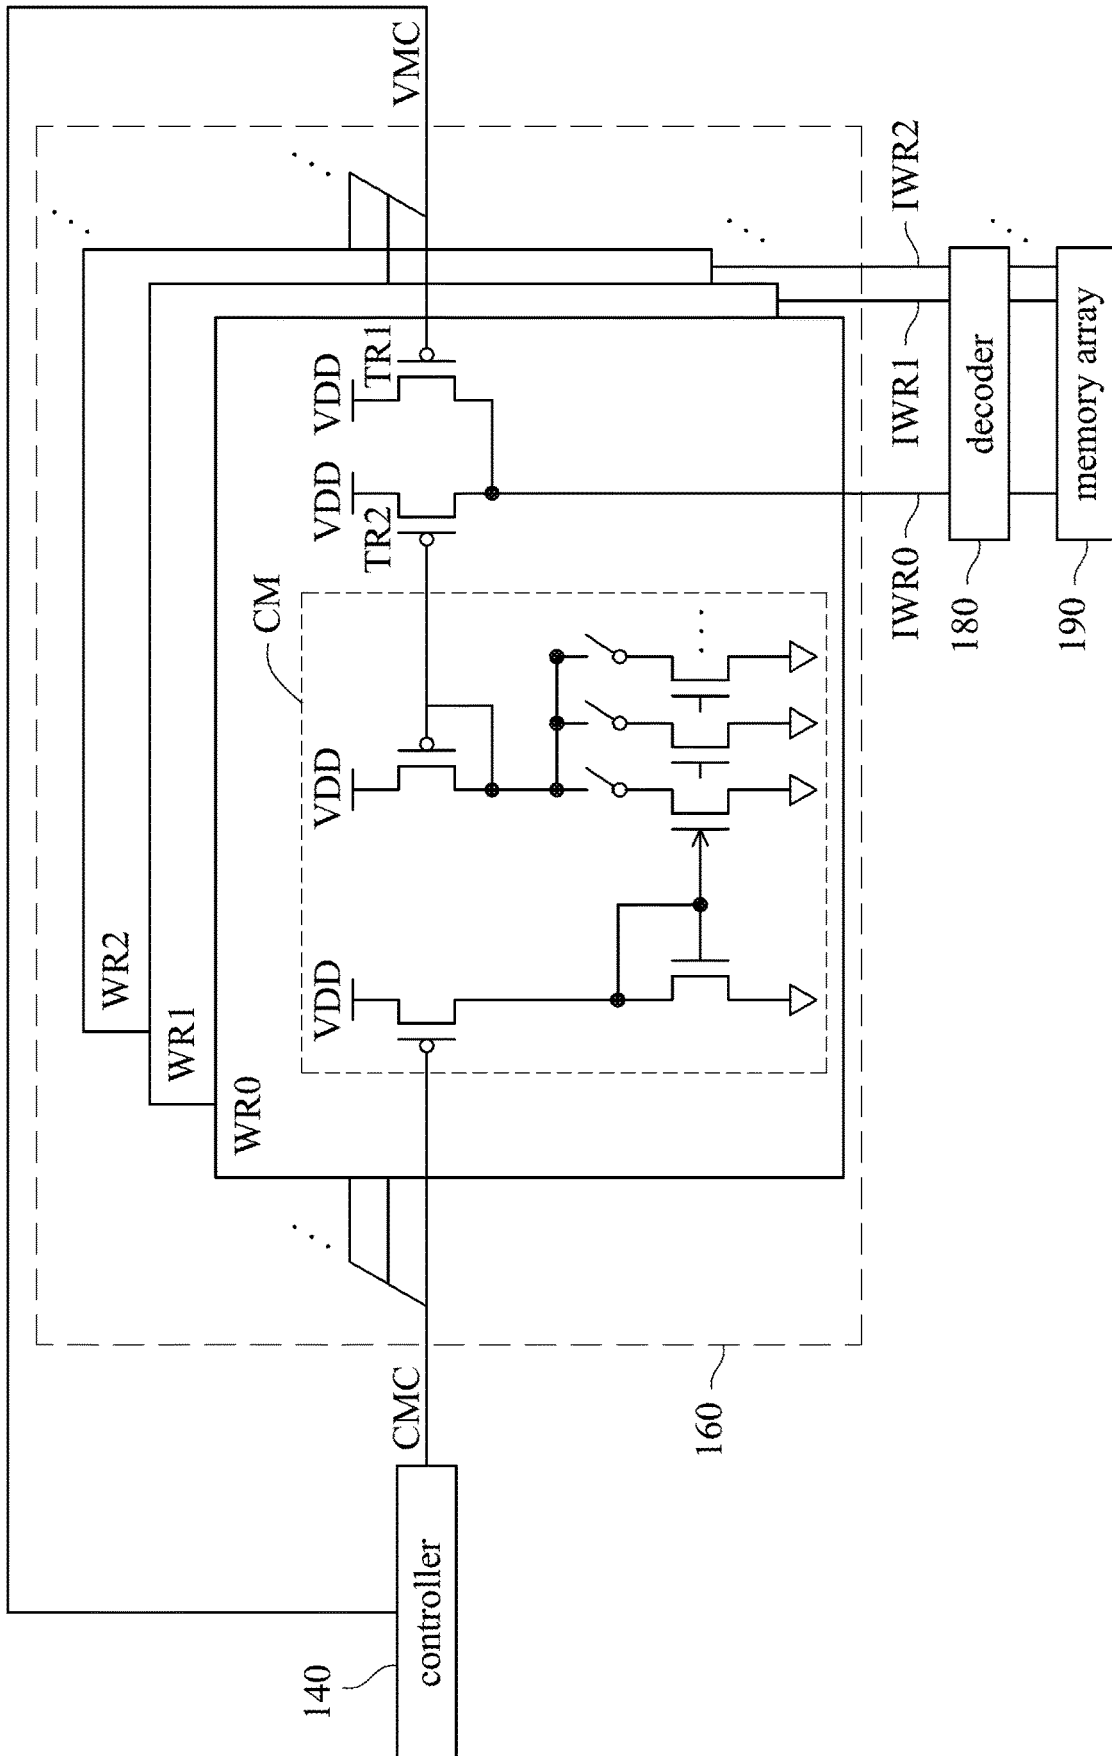 VMC
WR2
WR1
WR0
CM
VDD
VDD
VDD
VDD
TR2
TR1
CMC
controller
140
160
IWR0
IWR1
IWR2
decoder
180
memory array
190